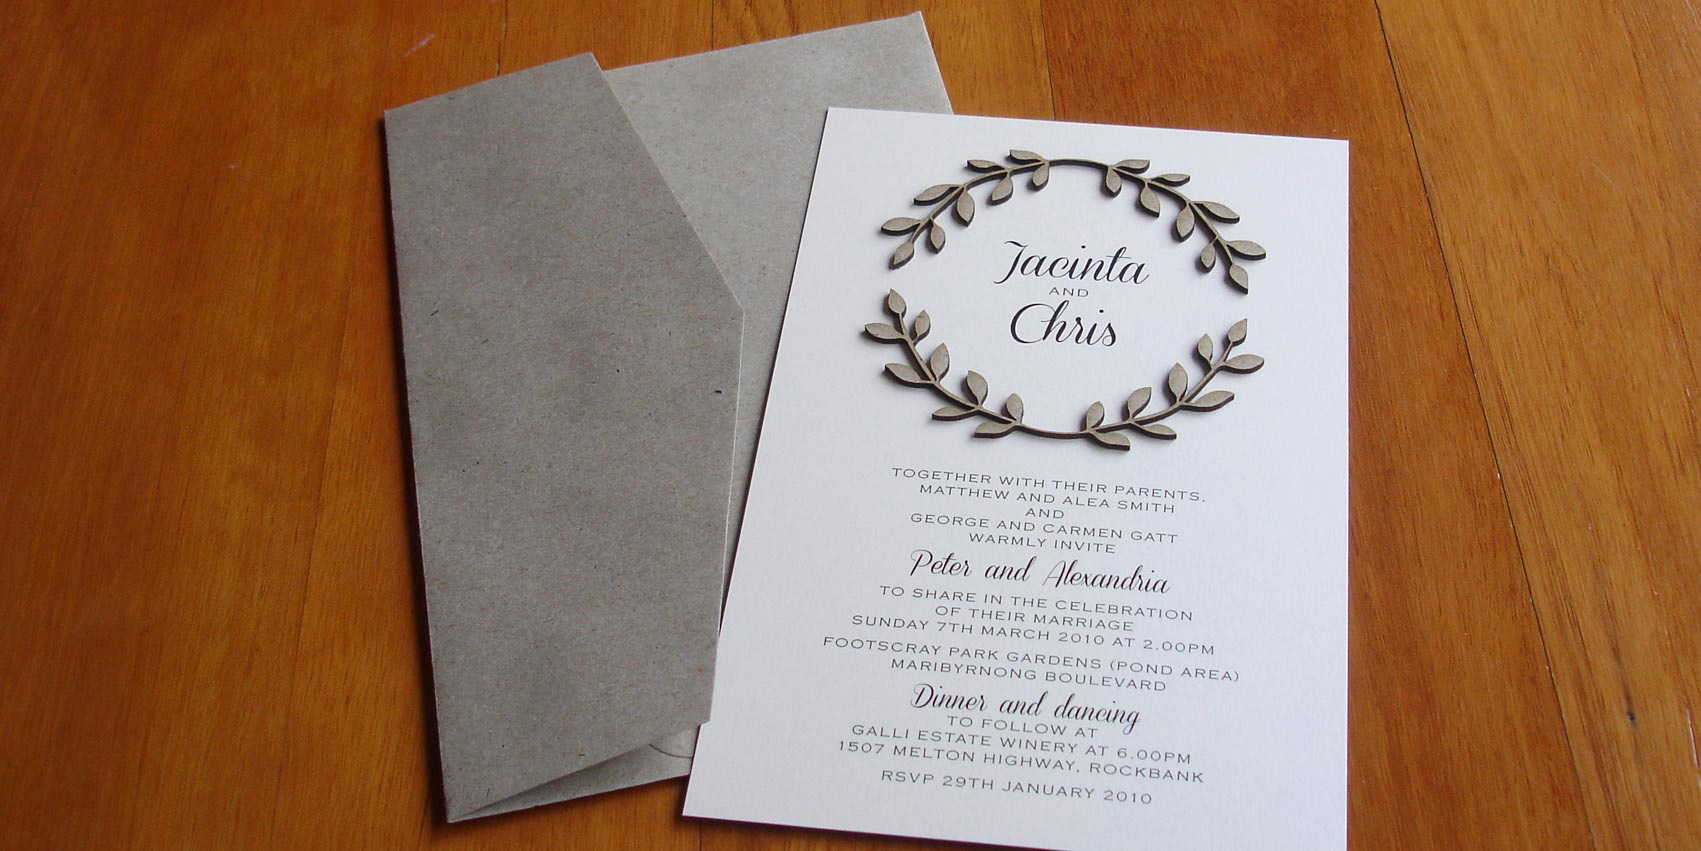 Jacinta
AND
Chris
TOGETHER WITH THEIR PARENTS,
MATTHEW AND ALEA SMITH
AND
GEORGE AND CARMEN GATT
WARMLY INVITE
Peter and Alexandria
TO SHARE IN THE CELEBRATION
OF THEIR MARRIAGE
SUNDAY 7TH MARCH 2010 AT 2.00PM
FOOTSCRAY PARK GARDENS (POND AREA)
MARIBYRNONG BOULEVARD
Dinner and dancing
TO FOLLOW AT
GALLI ESTATE WINERY AT 6.00PM
1507 MELTON HIGHWAY, ROCKBANK
RSVP 29TH JANUARY 2010